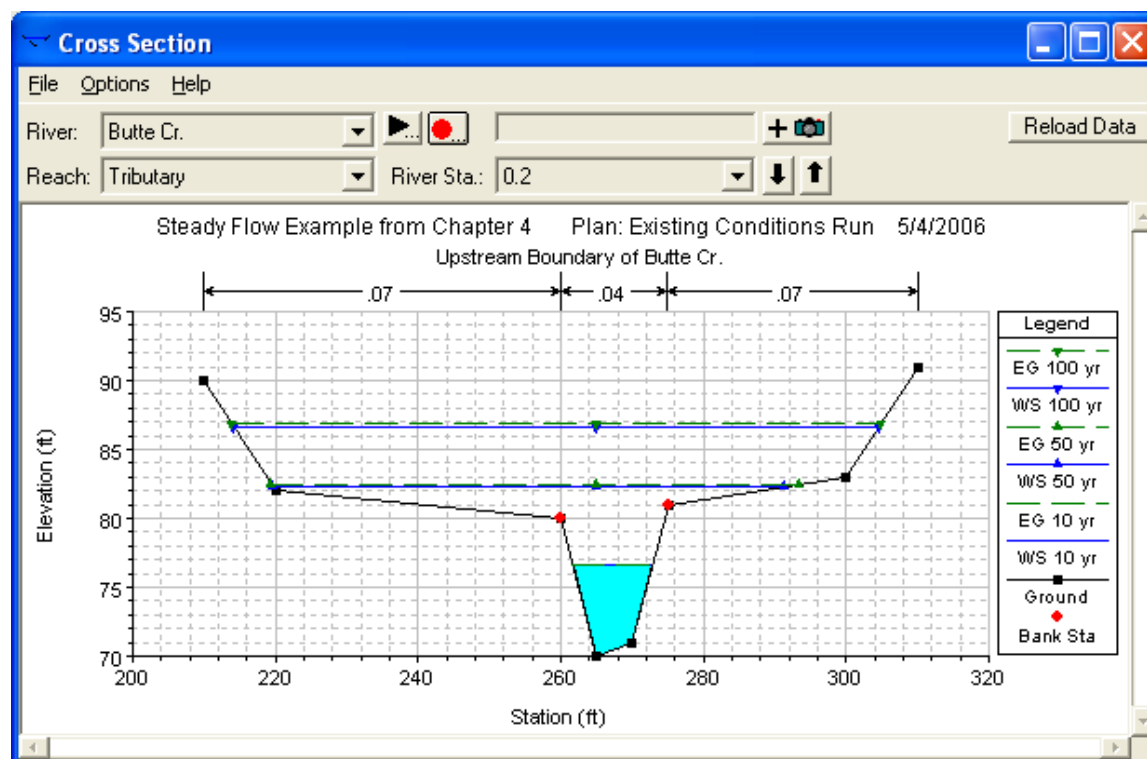 Cross Section
File Options Help
River: Butte Cr. ... ... + Reload Data
Reach: Tributary River Sta.: 0.2
Steady Flow Example from Chapter 4 Plan: Existing Conditions Run 5/4/2006
Upstream Boundary of Butte Cr.
.07 .04 .07
95
90
85
80
75
70
Elevation (ft)
200 220 240 260 280 300 320
Station (ft)
Legend
EG 100 yr
WS 100 yr
EG 50 yr
WS 50 yr
EG 10 yr
WS 10 yr
Ground
Bank Sta